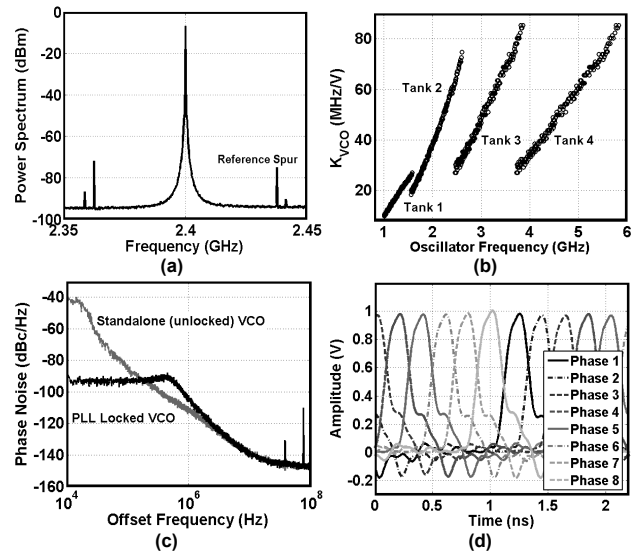 Power Spectrum (dBm)
0
-20
-40
-60
-80
-100
Reference Spur
2.35
2.4
2.45
Frequency (GHz)
(a)
K_VCO (MHz/V)
80
60
40
20
Tank 1
Tank 2
Tank 3
Tank 4
1
2
3
4
5
6
Oscillator Frequency (GHz)
(b)
Phase Noise (dBc/Hz)
-40
-60
-80
-100
-120
-140
-160
Standalone (unlocked) VCO
PLL Locked VCO
10^4
10^6
10^8
Offset Frequency (Hz)
(c)
Amplitude (V)
1
0.8
0.6
0.4
0.2
0
-0.2
Phase 1
Phase 2
Phase 3
Phase 4
Phase 5
Phase 6
Phase 7
Phase 8
0
0.5
1
1.5
2
Time (ns)
(d)